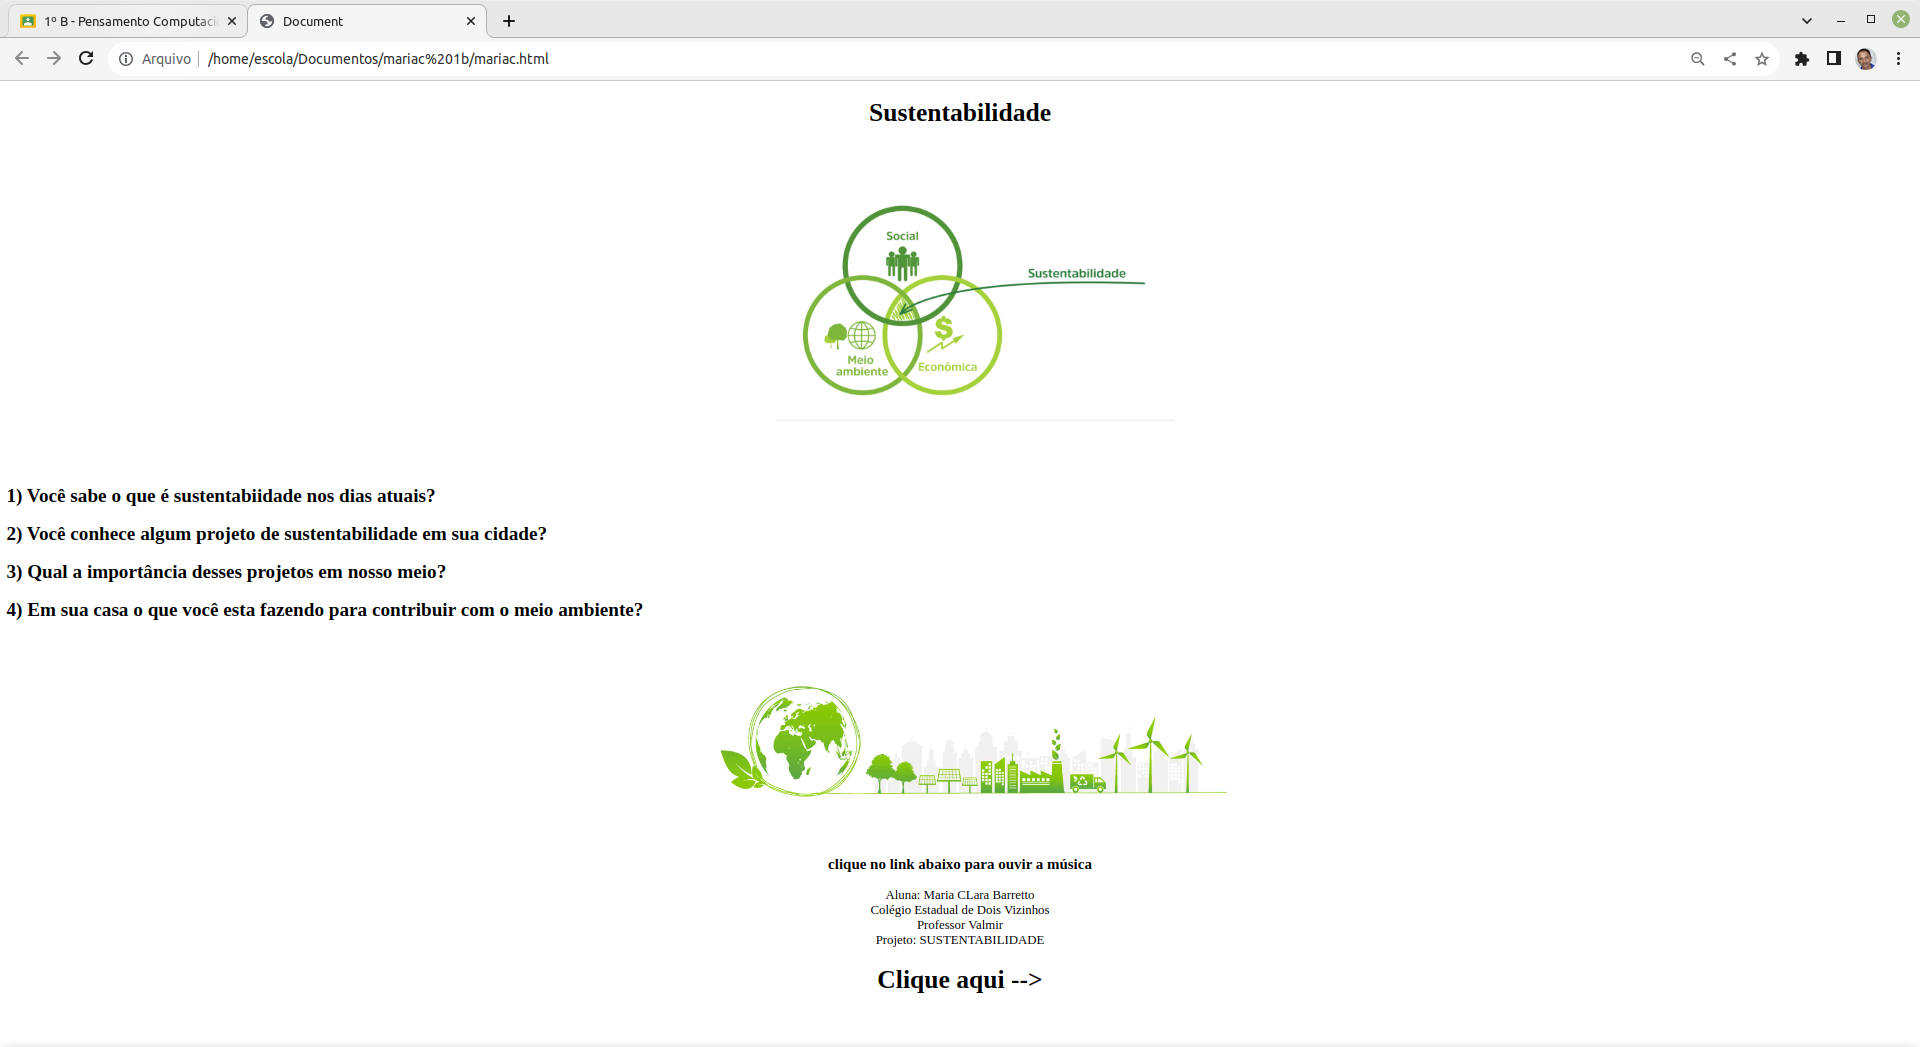 1º B - Pensamento Computaci
Document
Arquivo
/home/escola/Documentos/mariac%201b/mariac.html
Sustentabilidade
Social
Sustentabilidade
$
Meio
ambiente
Econômica
1) Você sabe o que é sustentabiidade nos dias atuais?
2) Você conhece algum projeto de sustentabilidade em sua cidade?
3) Qual a importância desses projetos em nosso meio?
4) Em sua casa o que você esta fazendo para contribuir com o meio ambiente?
clique no link abaixo para ouvir a música
Aluna: Maria CLara Barretto
Colégio Estadual de Dois Vizinhos
Professor Valmir
Projeto: SUSTENTABILIDADE
Clique aqui -->